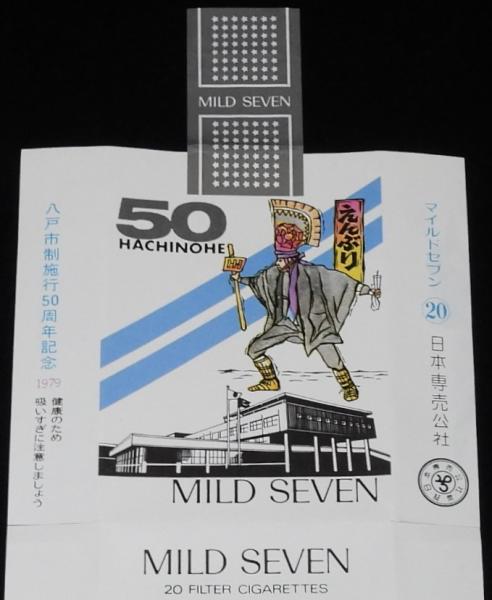 MILD SEVEN
50
HACHINOHE
えんぶり
八戸市制施行50周年記念
1979
健康のため
吸いすぎに注意しましょう
マイルドセブン
20
日本専売公社
MILD SEVEN
MILD SEVEN
20 FILTER CIGARETTES